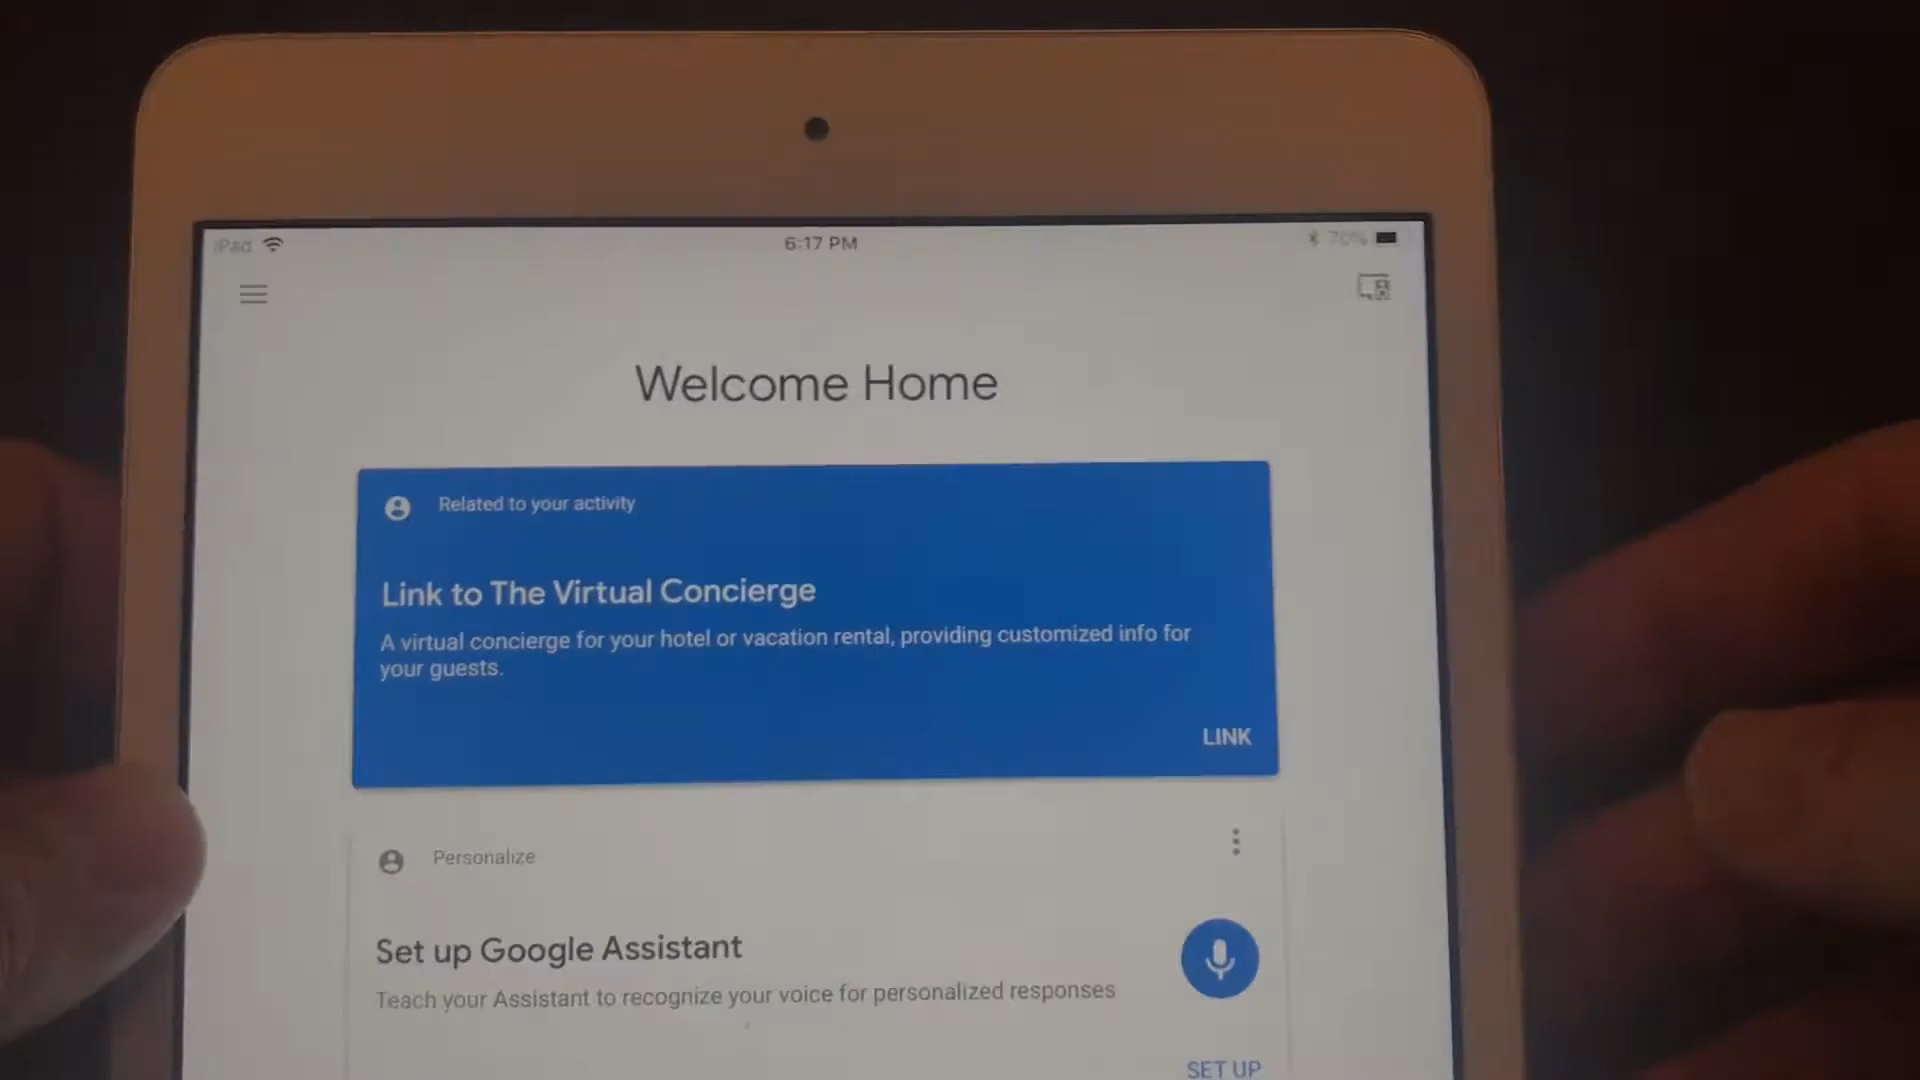 iPad
6:17 PM
70%
Welcome Home
Related to your activity
Link to The Virtual Concierge
A virtual concierge for your hotel or vacation rental, providing customized info for
your guests.
LINK
Personalize
Set up Google Assistant
Teach your Assistant to recognize your voice for personalized responses
SET UP